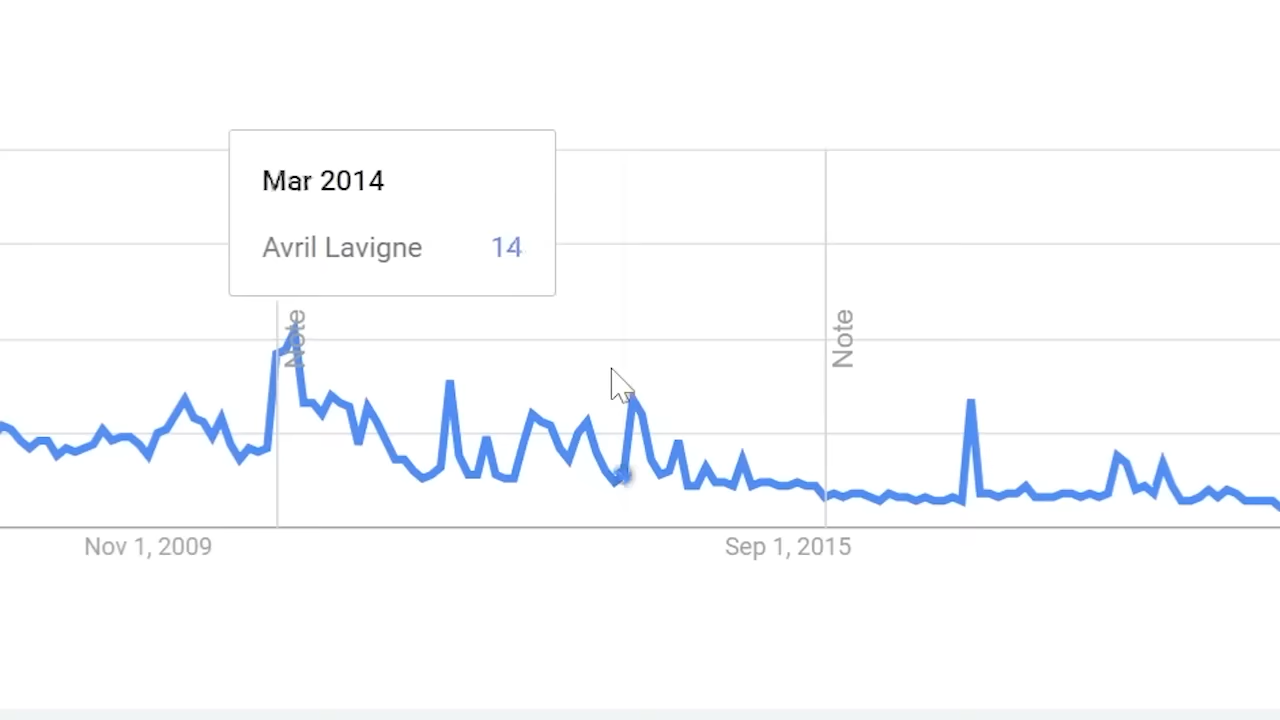 Mar 2014
Avril Lavigne 14
Note
Note
Nov 1, 2009
Sep 1, 2015